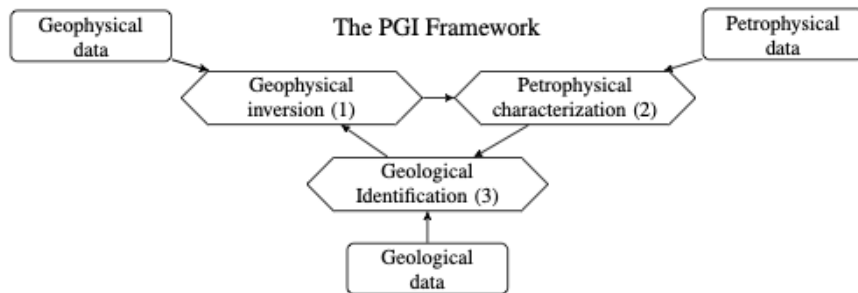 The PGI Framework
Geophysical
data
Petrophysical
data
Geophysical
inversion (1)
Petrophysical
characterization (2)
Geological
Identification (3)
Geological
data